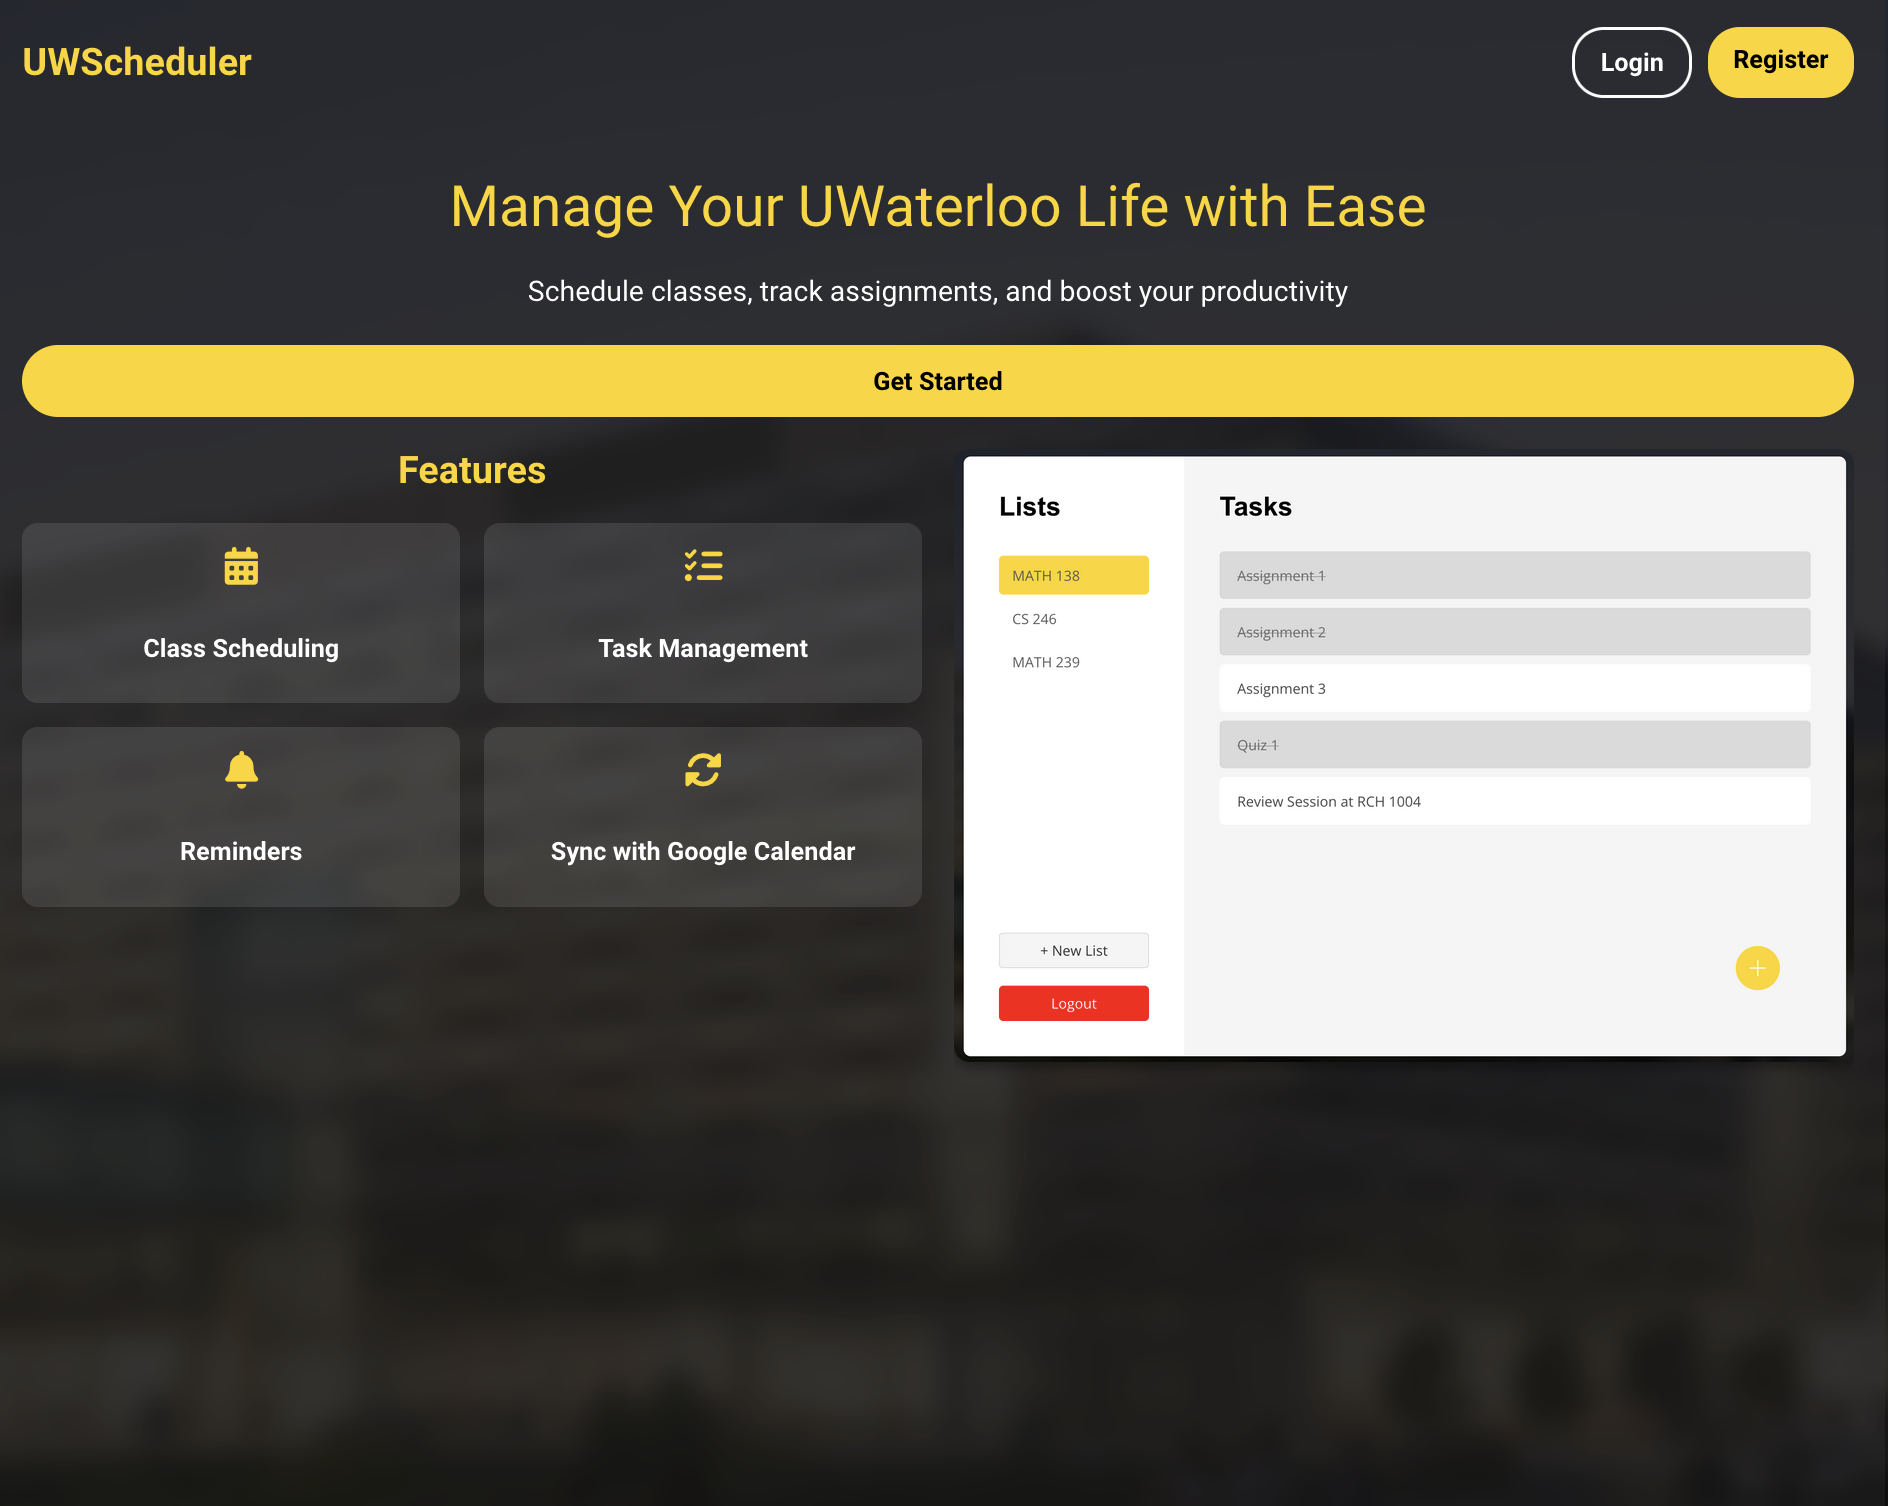 UWScheduler
Login
Register
Manage Your UWaterloo Life with Ease
Schedule classes, track assignments, and boost your productivity
Get Started
Features
Class Scheduling
Task Management
Reminders
Sync with Google Calendar
Lists
MATH 138
CS 246
MATH 239
+ New List
Logout
Tasks
Assignment 1
Assignment 2
Assignment 3
Quiz 1
Review Session at RCH 1004
+